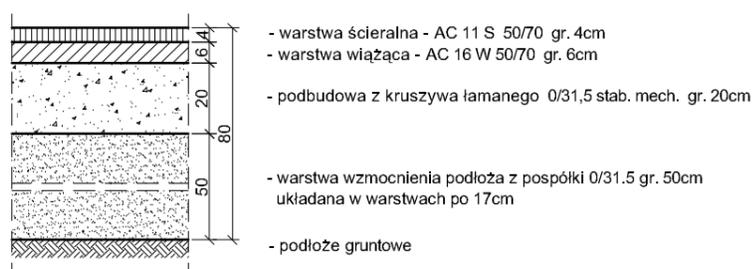 4
6
20
50
80
- warstwa ścieralna - AC 11 S 50/70 gr. 4cm
- warstwa wiążąca - AC 16 W 50/70 gr. 6cm
- podbudowa z kruszywa łamanego 0/31,5 stab. mech. gr. 20cm
- warstwa wzmocnienia podłoża z pospółki 0/31.5 gr. 50cm
układana w warstwach po 17cm
- podłoże gruntowe